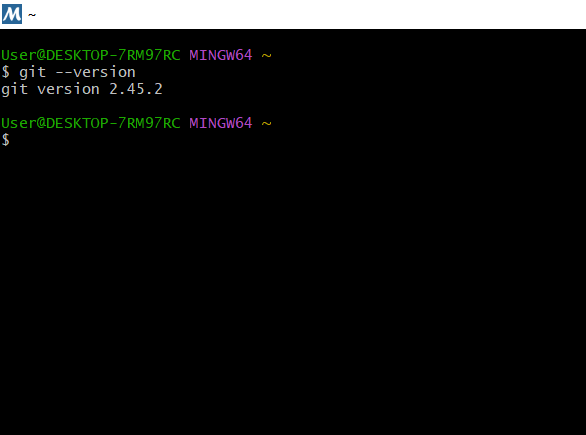 M ~
User@DESKTOP-7RM97RC MINGW64 ~
$ git --version
git version 2.45.2
User@DESKTOP-7RM97RC MINGW64 ~
$